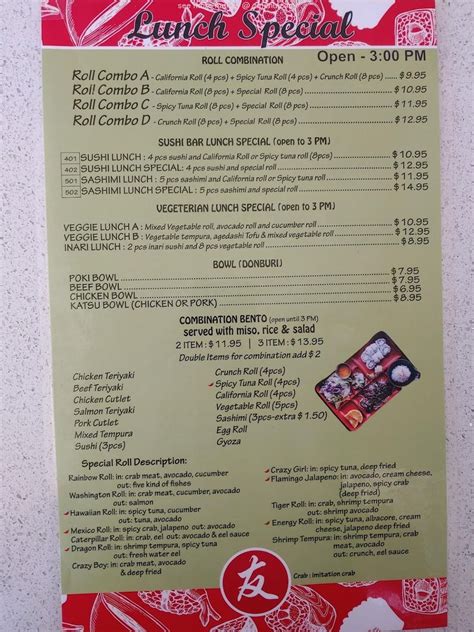 Lunch Special
Open - 3:00 PM
ROLL COMBINATION
Roll Combo A - California Roll (4 pcs) + Spicy Tuna Roll (4 pcs) + Crunch Roll (8 pcs) $9.95
Roll Combo B - California Roll (8 pcs) + Special Roll (8 pcs) $10.95
Roll Combo C - Spicy Tuna Roll (8 pcs) + Special Roll (8 pcs) $11.95
Roll Combo D - Crunch Roll (8 pcs) + Special Roll (8 pcs) $12.95
SUSHI BAR LUNCH SPECIAL (open to 3 PM)
401 SUSHI LUNCH : 4 pcs sushi and California Roll or Spicy tuna roll (8pcs) $10.95
402 SUSHI LUNCH SPECIAL: 4 pcs sushi and special roll $12.95
501 SASHIMI LUNCH : 5 pcs sashimi and California roll or Spicy tuna roll $11.95
502 SASHIMI LUNCH SPECIAL : 5 pcs sashimi and special roll $14.95
VEGETERIAN LUNCH SPECIAL (open to 3 PM)
VEGGIE LUNCH A : Mixed Vegetable roll, avocado roll and cucumber roll $10.95
VEGGIE LUNCH B : Vegetable tempura, agedashi Tofu & mixed vegetable roll $12.95
INARI LUNCH : 2 pcs inari sushi and 8 pcs vegetable roll $8.95
BOWL (DONBURI)
POKI BOWL $7.95
BEEF BOWL $7.95
CHICKEN BOWL $6.95
KATSU BOWL (CHICKEN OR PORK) $8.95
COMBINATION BENTO (open until 3 PM)
served with miso, rice & salad
2 ITEM : $11.95 | 3 ITEM : $13.95
Double Items for combination add $2
Chicken Teriyaki
Beef Teriyaki
Chicken Cutlet
Salmon Teriyaki
Pork Cutlet
Mixed Tempura
Sushi (3pcs)
Crunch Roll (4pcs)
Spicy Tuna Roll (4pcs)
California Roll (4pcs)
Vegetable Roll (5pcs)
Sashimi (3pcs-extra $1.50)
Egg Roll
Gyoza
Special Roll Description:
Rainbow Roll: in: crab meat, avocado, cucumber
out: five kind of fishes
Washington Roll: in: crab meat, cucumber, avocado
out: salmon
Hawaiian Roll: in: spicy tuna, cucumber
out: tuna, avocado
Mexico Roll: in: spicy crab, jalapeno out: avocado
Caterpillar Roll: in: crab, eel out: avocado & eel sauce
Dragon Roll: in: shrimp tempura, spicy tuna
out: fresh water eel
Crazy Boy: in: crab meat, avocado
& deep fried
Crazy Girl: in: spicy tuna, deep fried
Flamingo Jalapeno: in: avocado, cream cheese,
jalapeno, spicy crab
(deep fried)
Tiger Roll: in: shrimp tempura, crab
out: shrimp avocado
Energy Roll: in: spicy tuna, albacore, cream
cheese, jalapeno deep fried
Shrimp Tempura: in: shrimp tempura, crab
meat, avocado
out: crunch, eel sauce
友
Crab : imitation crab